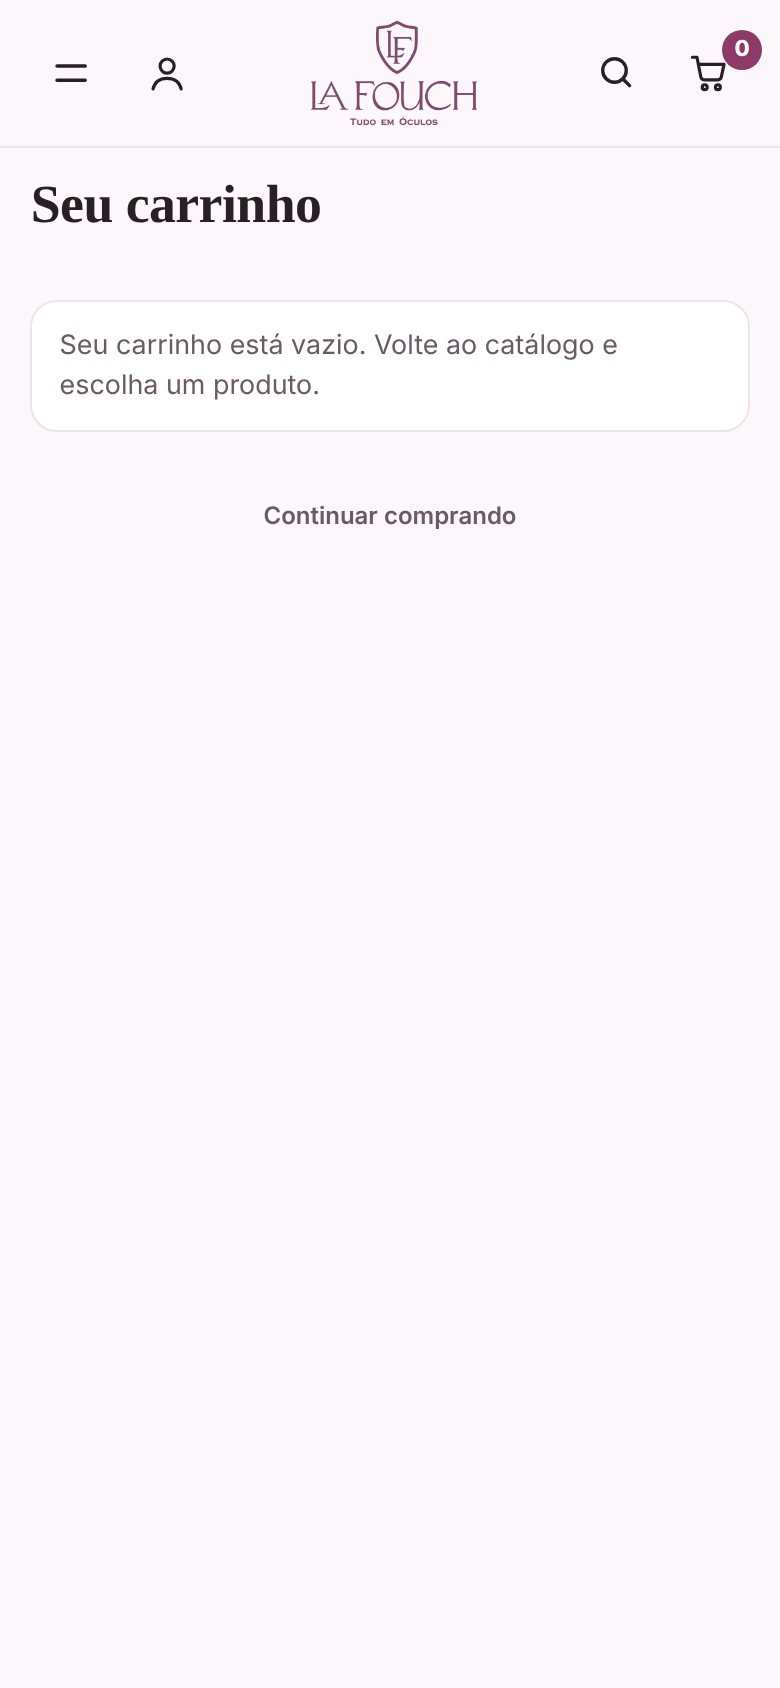 LF
LA FOUCH
TUDO EM ÓCULOS
0
Seu carrinho
Seu carrinho está vazio. Volte ao catálogo e
escolha um produto.
Continuar comprando